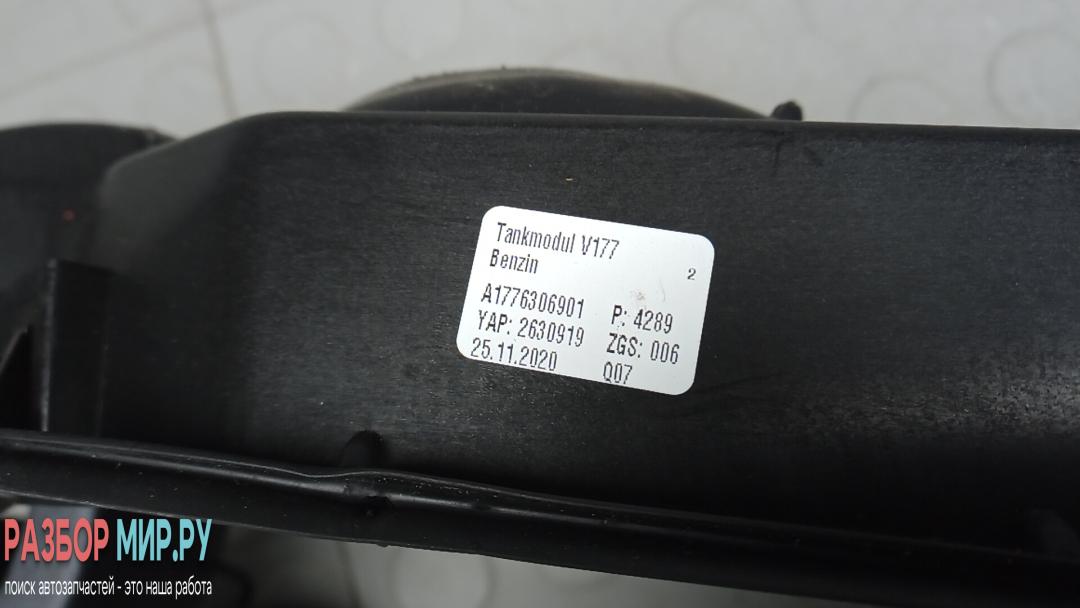 Tankmodul V177
Benzin 2
A1776306901 P: 4289
YAP: 2630919 ZGS: 006
25.11.2020 Q07
РАЗБОР МИР.РУ
поиск автозапчастей - это наша работа